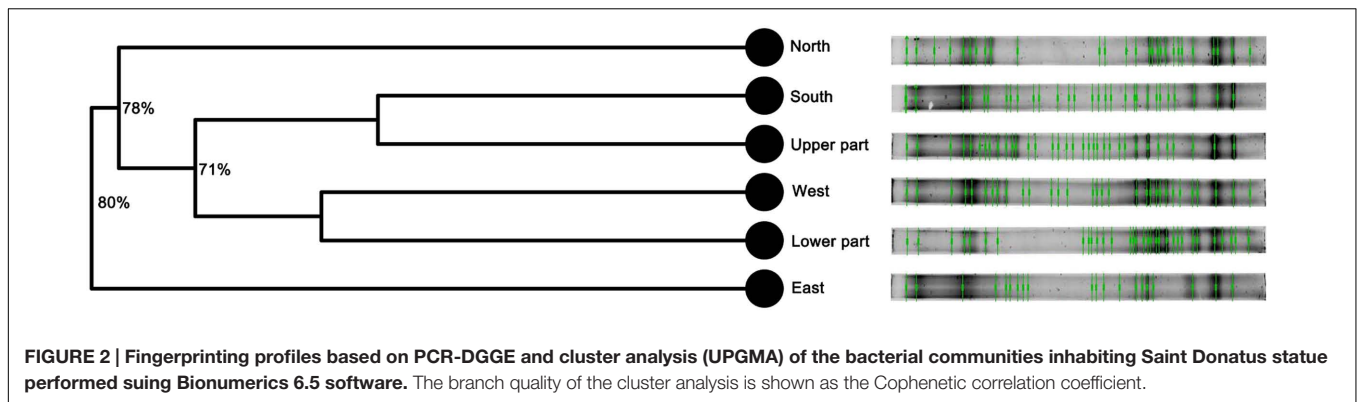 North
78%
South
Upper part
71%
West
80%
Lower part
East
FIGURE 2 | Fingerprinting profiles based on PCR-DGGE and cluster analysis (UPGMA) of the bacterial communities inhabiting Saint Donatus statue
performed suing Bionumerics 6.5 software. The branch quality of the cluster analysis is shown as the Cophenetic correlation coefficient.